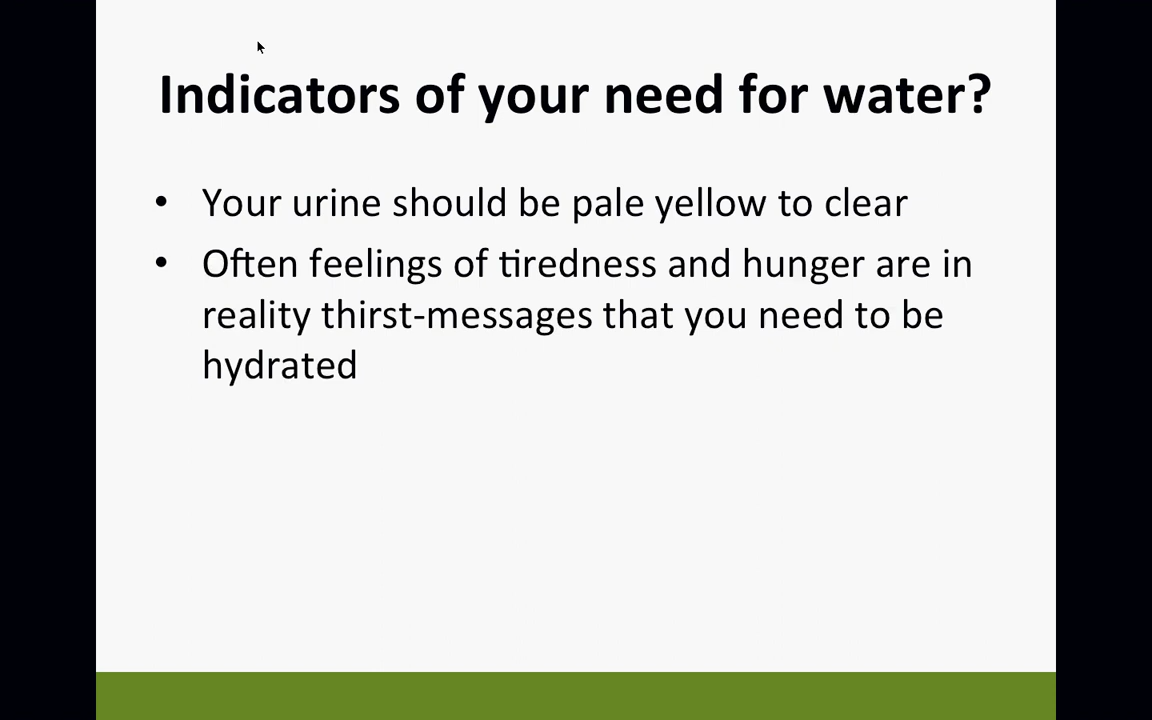 Indicators of your need for water?
• Your urine should be pale yellow to clear
• Often feelings of tiredness and hunger are in
reality thirst-messages that you need to be
hydrated